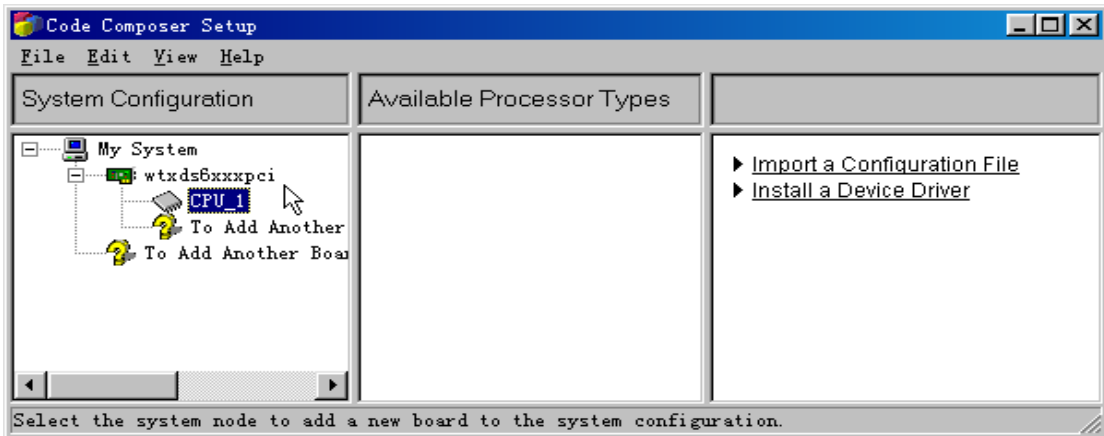 Code Composer Setup
File Edit View Help
System Configuration
Available Processor Types
My System
wtxds6xxxpci
CPU_1
To Add Another
To Add Another Boa
Import a Configuration File
Install a Device Driver
Select the system node to add a new board to the system configuration.